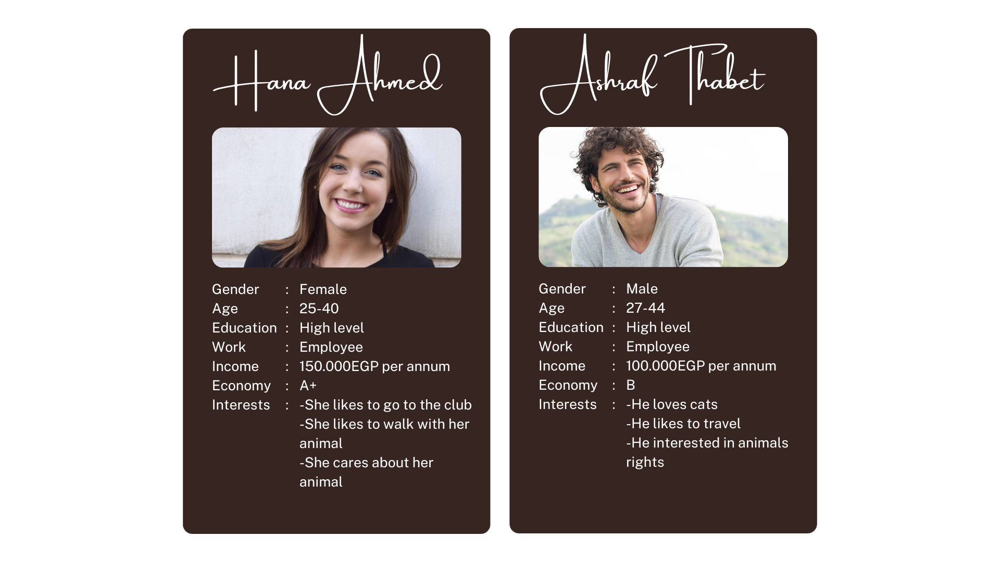 Hana Ahmed
Gender : Female
Age : 25-40
Education : High level
Work : Employee
Income : 150.000EGP per annum
Economy : A+
Interests : -She likes to go to the club
-She likes to walk with her
animal
-She cares about her
animal
Ashraf Thabet
Gender : Male
Age : 27-44
Education : High level
Work : Employee
Income : 100.000EGP per annum
Economy : B
Interests : -He loves cats
-He likes to travel
-He interested in animals
rights